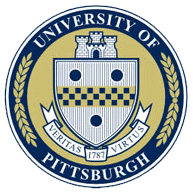 UNIVERSITY OF
PITTSBURGH
VERITAS
1787
VIRTUS